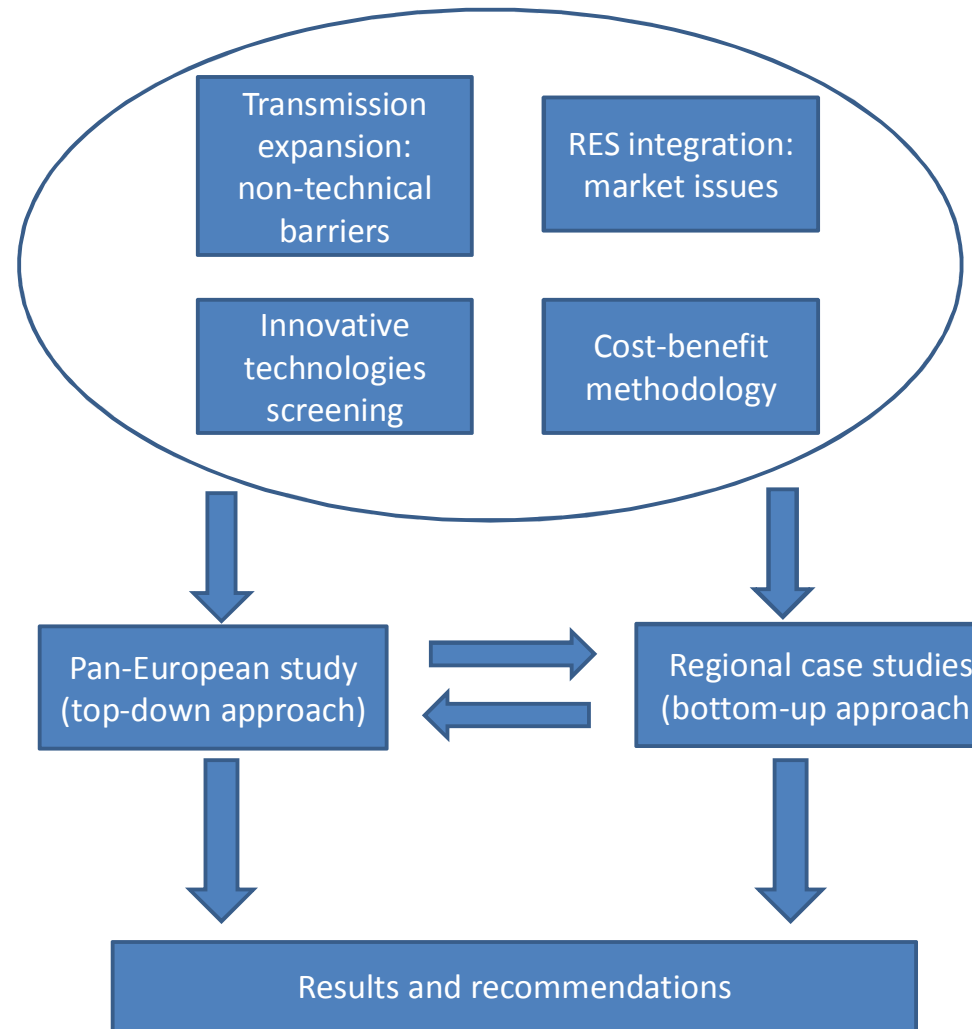 Transmission
expansion:
non-technical
barriers
RES integration:
market issues
Innovative
technologies
screening
Cost-benefit
methodology
Pan-European study
(top-down approach)
Regional case studies
(bottom-up approach
Results and recommendations